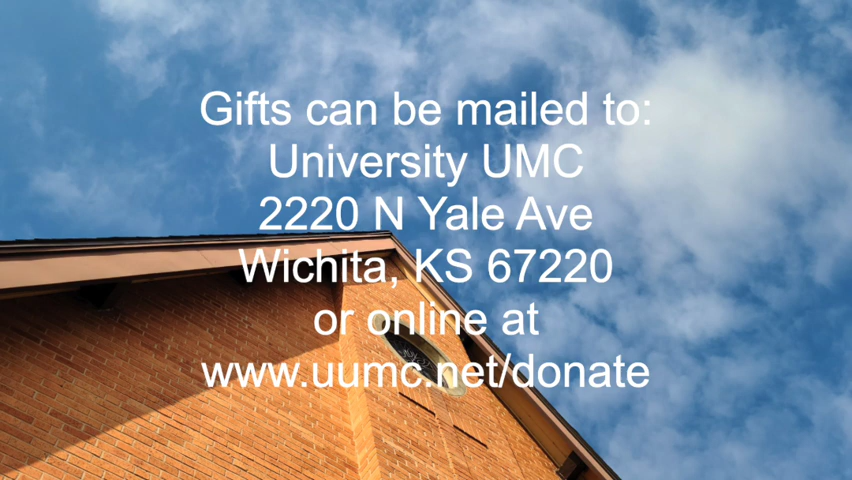 Gifts can be mailed to:
University UMC
2220 N Yale Ave
Wichita, KS 67220
or online at
www.uumc.net/donate